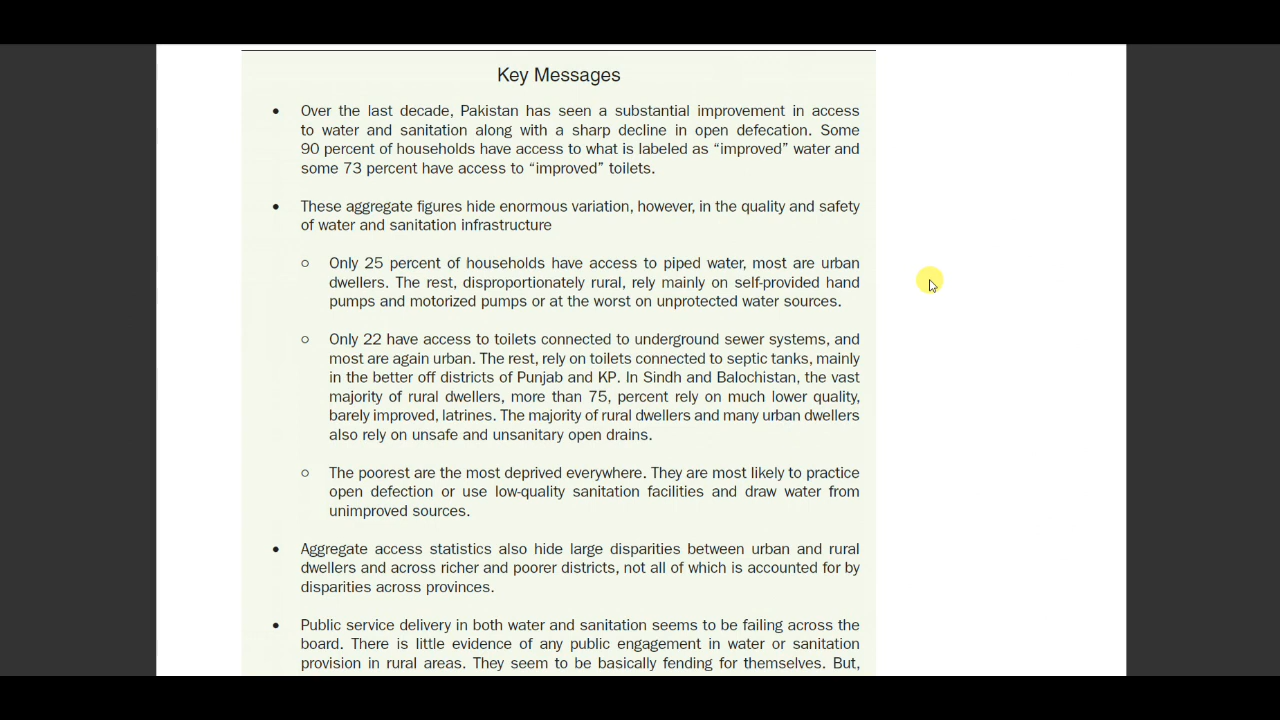 Key Messages
• Over the last decade, Pakistan has seen a substantial improvement in access
to water and sanitation along with a sharp decline in open defecation. Some
90 percent of households have access to what is labeled as “improved” water and
some 73 percent have access to “improved” toilets.
• These aggregate figures hide enormous variation, however, in the quality and safety
of water and sanitation infrastructure
○ Only 25 percent of households have access to piped water, most are urban
dwellers. The rest, disproportionately rural, rely mainly on self-provided hand
pumps and motorized pumps or at the worst on unprotected water sources.
○ Only 22 have access to toilets connected to underground sewer systems, and
most are again urban. The rest, rely on toilets connected to septic tanks, mainly
in the better off districts of Punjab and KP. In Sindh and Balochistan, the vast
majority of rural dwellers, more than 75, percent rely on much lower quality,
barely improved, latrines. The majority of rural dwellers and many urban dwellers
also rely on unsafe and unsanitary open drains.
○ The poorest are the most deprived everywhere. They are most likely to practice
open defection or use low-quality sanitation facilities and draw water from
unimproved sources.
• Aggregate access statistics also hide large disparities between urban and rural
dwellers and across richer and poorer districts, not all of which is accounted for by
disparities across provinces.
• Public service delivery in both water and sanitation seems to be failing across the
board. There is little evidence of any public engagement in water or sanitation
provision in rural areas. They seem to be basically fending for themselves. But,